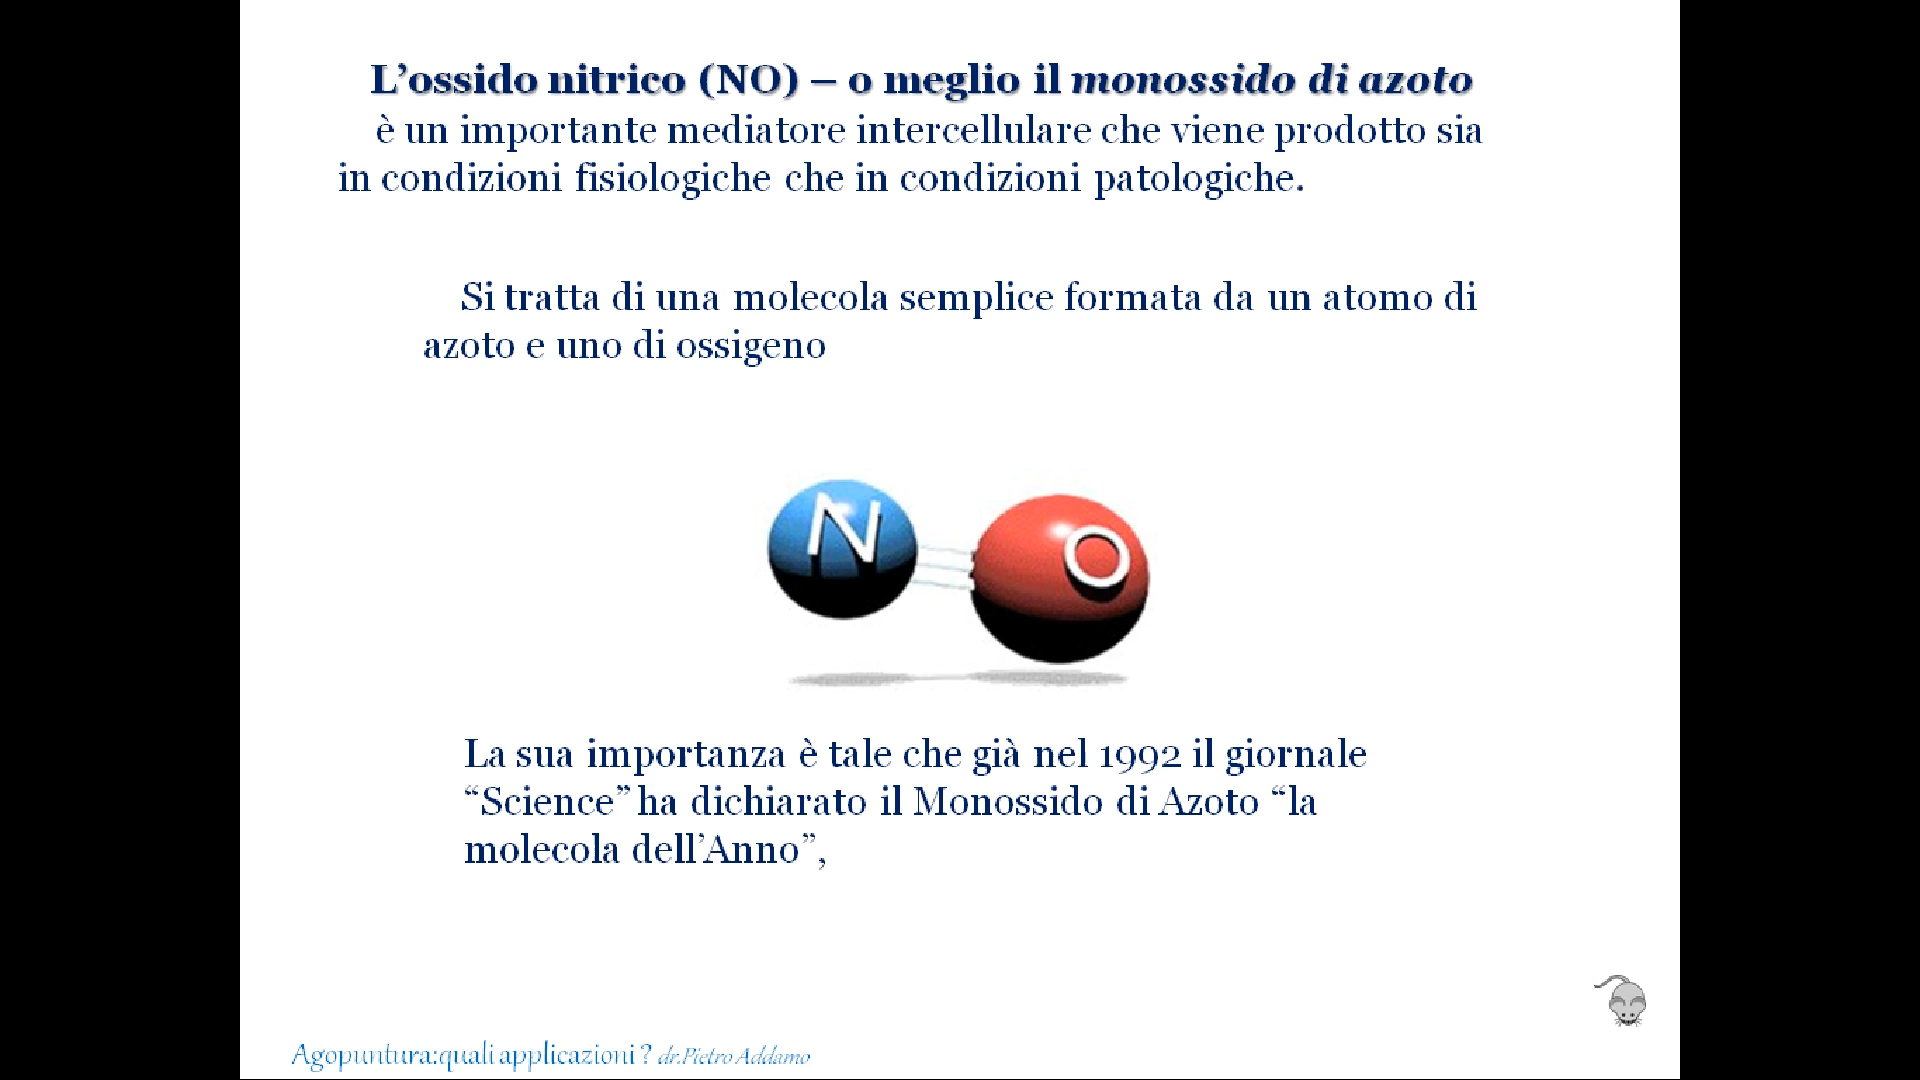 L’ossido nitrico (NO) – o meglio il monossido di azoto
è un importante mediatore intercellulare che viene prodotto sia
in condizioni fisiologiche che in condizioni patologiche.
Si tratta di una molecola semplice formata da un atomo di
azoto e uno di ossigeno
N O
La sua importanza è tale che già nel 1992 il giornale
“Science” ha dichiarato il Monossido di Azoto “la
molecola dell’Anno”,
Agopuntura:quali applicazioni ? dr.Pietro Addamo